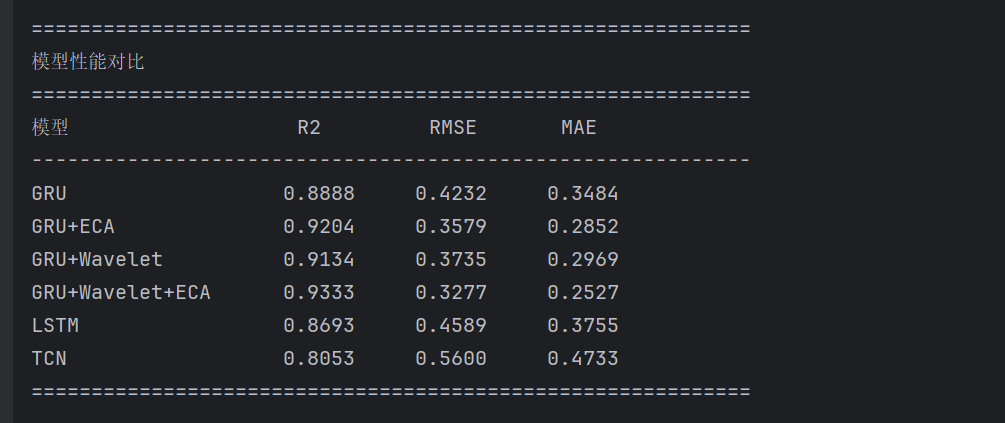 ============================================================
模型性能对比
============================================================
模型                   R2         RMSE       MAE
------------------------------------------------------------
GRU                  0.8888     0.4232     0.3484
GRU+ECA              0.9204     0.3579     0.2852
GRU+Wavelet          0.9134     0.3735     0.2969
GRU+Wavelet+ECA      0.9333     0.3277     0.2527
LSTM                 0.8693     0.4589     0.3755
TCN                  0.8053     0.5600     0.4733
============================================================